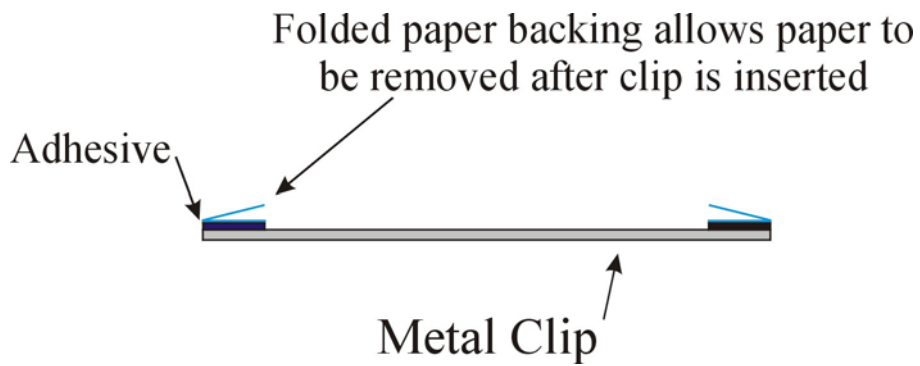 Folded paper backing allows paper to
be removed after clip is inserted
Adhesive
Metal Clip